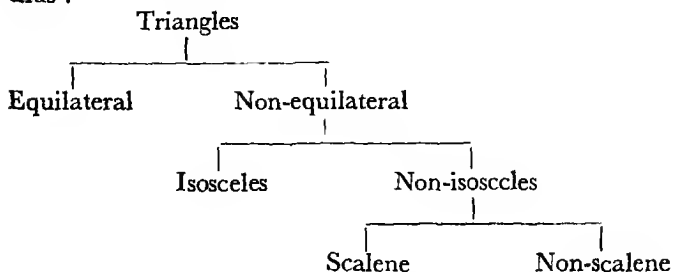 Triangles
Equilateral Non-equilateral
Isosceles Non-isosccles
Scalene Non-scalene